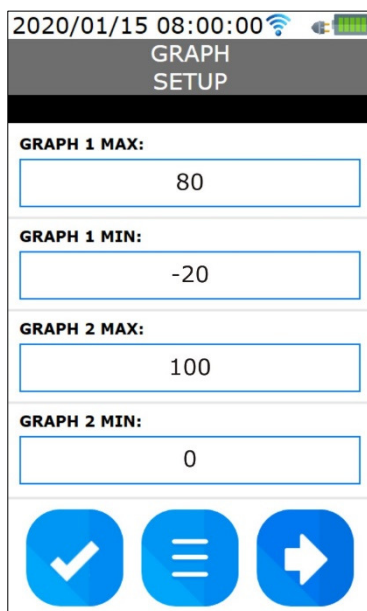 2020/01/15 08:00:00
GRAPH
SETUP
GRAPH 1 MAX:
80
GRAPH 1 MIN:
-20
GRAPH 2 MAX:
100
GRAPH 2 MIN:
0